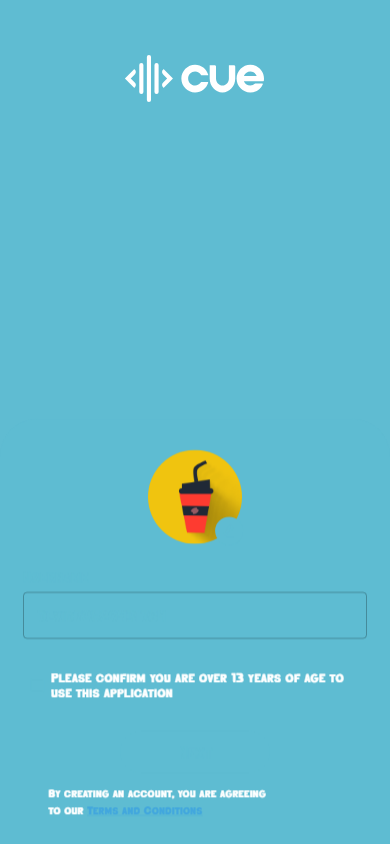 cue
Please confirm you are over 13 years of age to
use this application
By creating an account, you are agreeing
to our Terms and Conditions